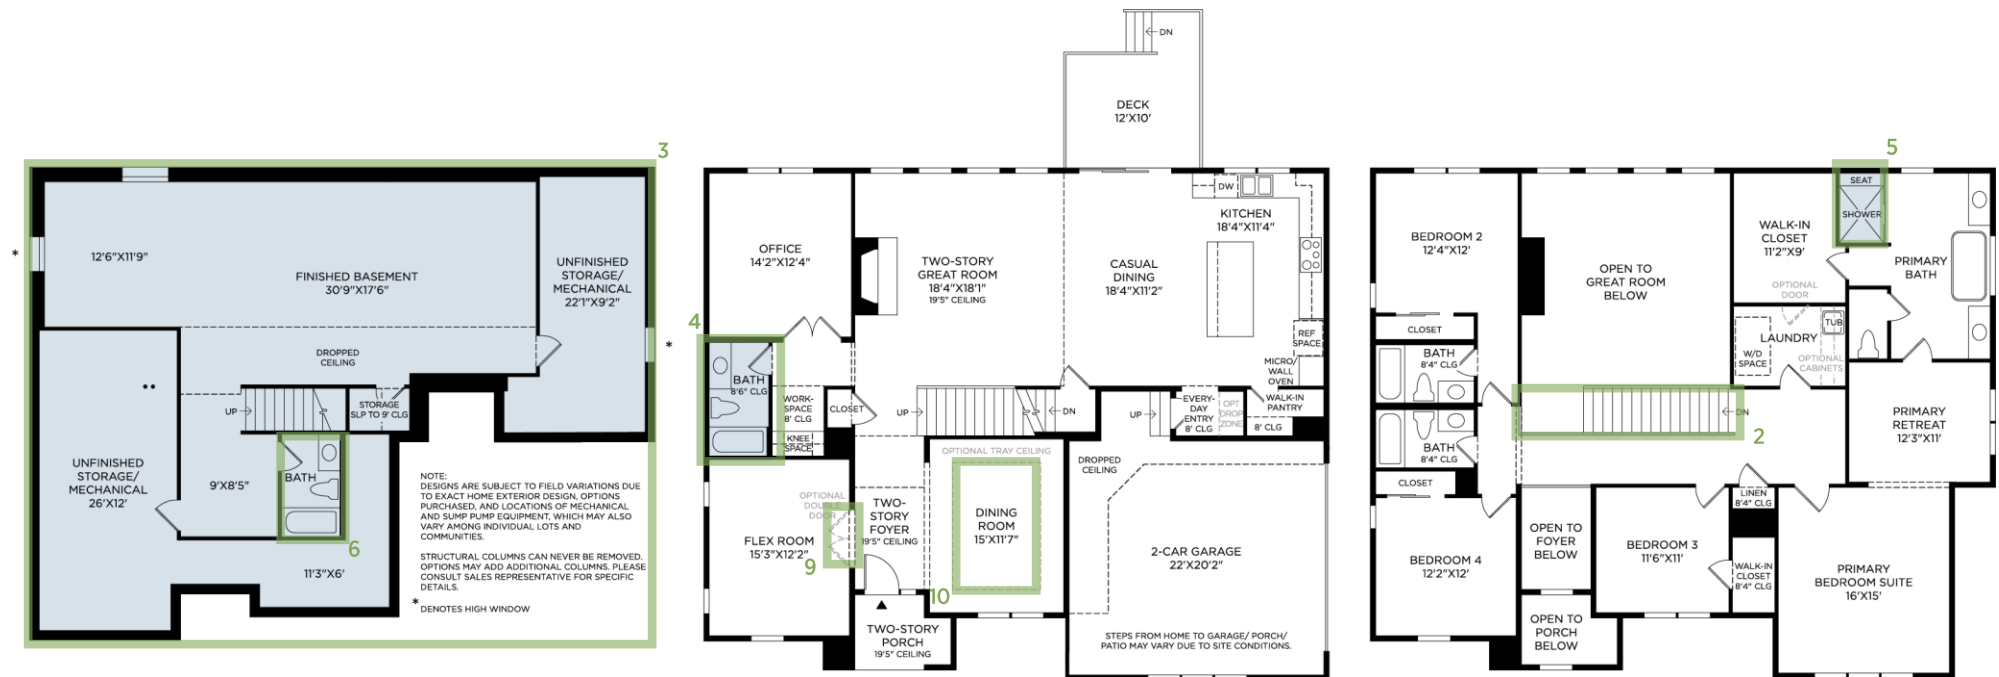 3
*
12'6"X11'9"
FINISHED BASEMENT
30'9"X17'6"
UNFINISHED
STORAGE/
MECHANICAL
22'1"X9'2"
*
DROPPED
CEILING
STORAGE
SLP TO 9' CLG
UP
UNFINISHED
STORAGE/
MECHANICAL
26'X12'
9'X8'5"
BATH
6
11'3"X6'
NOTE:
DESIGNS ARE SUBJECT TO FIELD VARIATIONS DUE
TO EXACT HOME EXTERIOR DESIGN, OPTIONS
PURCHASED, AND LOCATIONS OF MECHANICAL
AND SUMP PUMP EQUIPMENT, WHICH MAY ALSO
VARY AMONG INDIVIDUAL LOTS AND
COMMUNITIES.
STRUCTURAL COLUMNS CAN NEVER BE REMOVED.
OPTIONS MAY ADD ADDITIONAL COLUMNS. PLEASE
CONSULT SALES REPRESENTATIVE FOR SPECIFIC
DETAILS.
* DENOTES HIGH WINDOW
DN
DECK
12'X10'
OFFICE
14'2"X12'4"
TWO-STORY
GREAT ROOM
18'4"X18'1"
19'5" CEILING
CASUAL
DINING
18'4"X11'2"
DW
KITCHEN
18'4"X11'4"
REF
SPACE
MICRO/
WALL
OVEN
4
BATH
8'6" CLG
WORK-
SPACE
8' CLG
KNEE
SPACE
CLOSET
UP
DN
UP
EVERY-
DAY
ENTRY
8' CLG
OPT
DROP
ZONE
WALK-IN
PANTRY
8' CLG
OPTIONAL
DOUBLE
DOOR
FLEX ROOM
15'3"X12'2"
9
TWO-
STORY
FOYER
19'5" CEILING
OPTIONAL TRAY CEILING
DINING
ROOM
15'X11'7"
10
DROPPED
CEILING
2-CAR GARAGE
22'X20'2"
TWO-STORY
PORCH
19'5" CEILING
STEPS FROM HOME TO GARAGE/ PORCH/
PATIO MAY VARY DUE TO SITE CONDITIONS.
5
BEDROOM 2
12'4"X12'
OPEN TO
GREAT ROOM
BELOW
WALK-IN
CLOSET
11'2"X9'
OPTIONAL
DOOR
SEAT
SHOWER
PRIMARY
BATH
CLOSET
BATH
8'4" CLG
BATH
8'4" CLG
CLOSET
W/D
SPACE
LAUNDRY
TUB
OPTIONAL
CABINETS
DN
2
PRIMARY
RETREAT
12'3"X11'
LINEN
8'4" CLG
BEDROOM 4
12'2"X12'
OPEN TO
FOYER
BELOW
BEDROOM 3
11'6"X11'
WALK-IN
CLOSET
8'4" CLG
PRIMARY
BEDROOM SUITE
16'X15'
OPEN TO
PORCH
BELOW